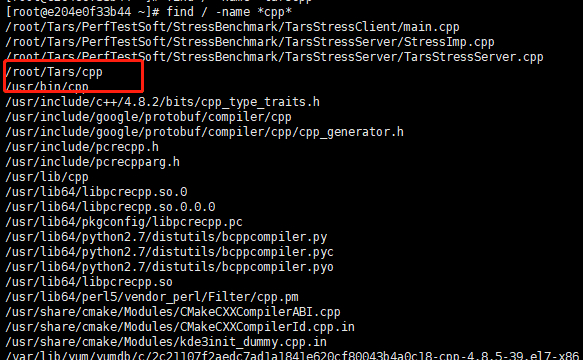 [root@e204e0f33b44 ~]# find / -name *cpp*
/root/Tars/PerfTestSoft/StressBenchmark/TarsStressClient/main.cpp
/root/Tars/PerfTestSoft/StressBenchmark/TarsStressServer/StressImp.cpp
/root/Tars/PerfTestSoft/StressBenchmark/TarsStressServer/TarsStressServer.cpp
/root/Tars/cpp
/usr/bin/cpp
/usr/include/c++/4.8.2/bits/cpp_type_traits.h
/usr/include/google/protobuf/compiler/cpp
/usr/include/google/protobuf/compiler/cpp/cpp_generator.h
/usr/include/pcrecpp.h
/usr/include/pcrecpparg.h
/usr/lib/cpp
/usr/lib64/libpcrecpp.so.0
/usr/lib64/libpcrecpp.so.0.0.0
/usr/lib64/pkgconfig/libpcrecpp.pc
/usr/lib64/python2.7/distutils/bcppcompiler.py
/usr/lib64/python2.7/distutils/bcppcompiler.pyc
/usr/lib64/python2.7/distutils/bcppcompiler.pyo
/usr/lib64/libpcrecpp.so
/usr/lib64/perl5/vendor_perl/Filter/cpp.pm
/usr/share/cmake/Modules/CMakeCXXCompilerABI.cpp
/usr/share/cmake/Modules/CMakeCXXCompilerId.cpp.in
/usr/share/cmake/Modules/kde3init_dummy.cpp.in
/var/lib/yum/yumdb/c/2c21107f2aedc7ad1a1841e620cf80043b4a0c18-cpp-4.8.5-39.el7-x86